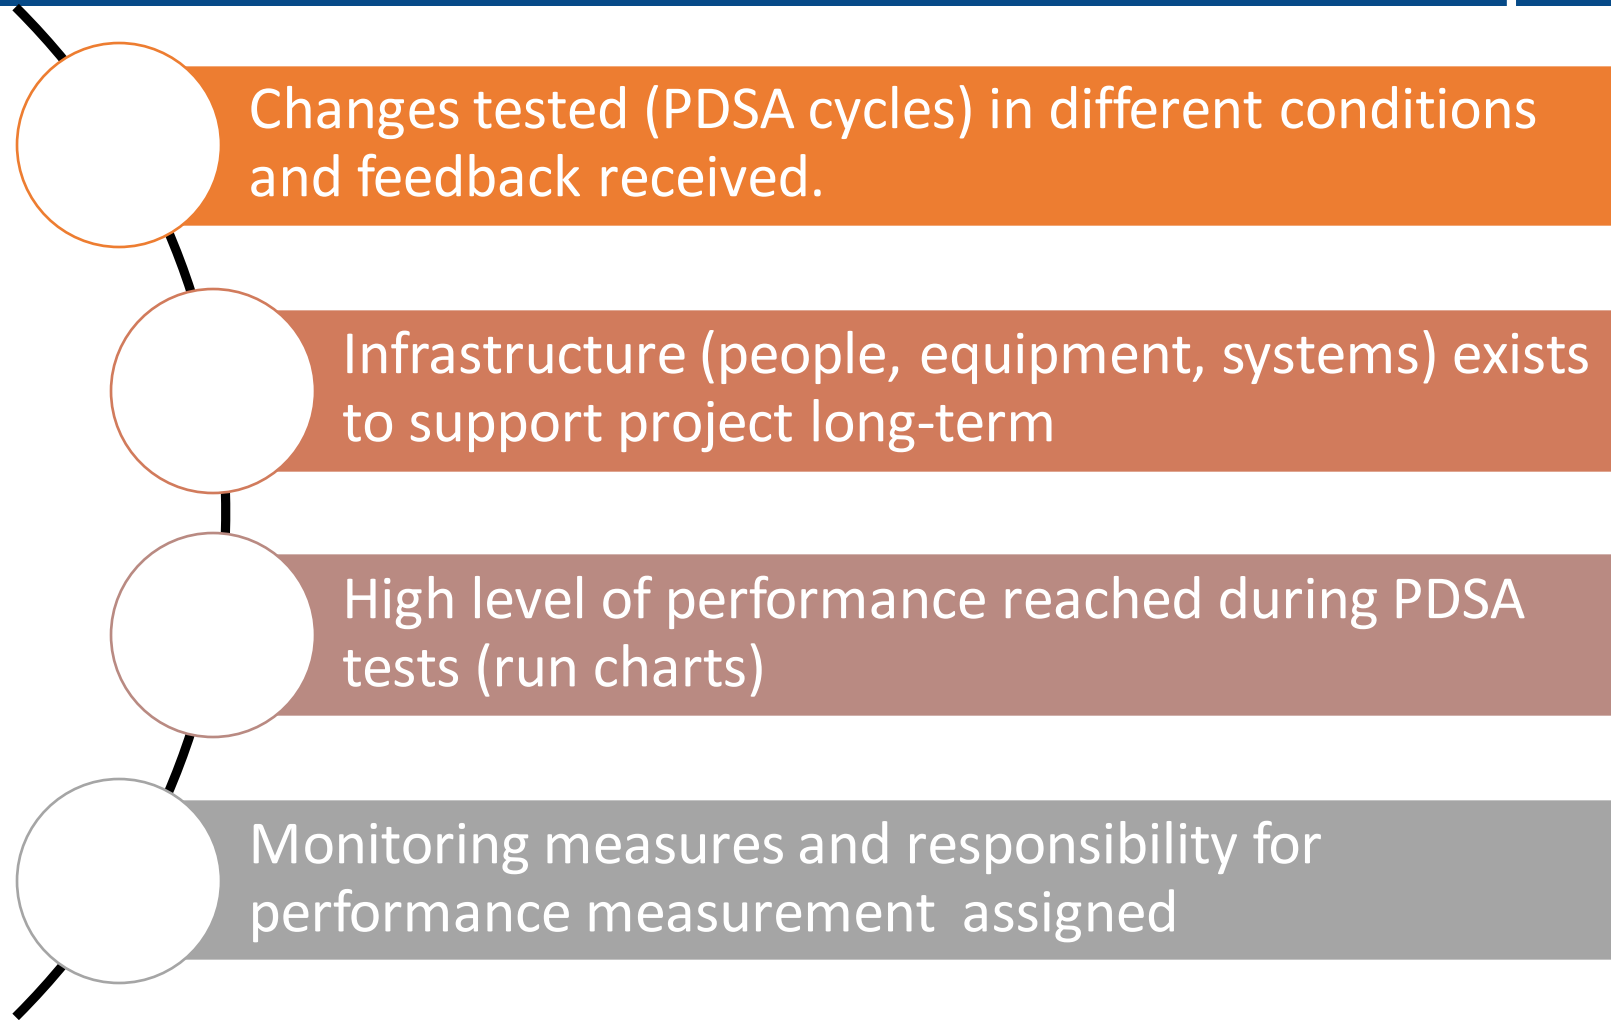 Changes tested (PDSA cycles) in different conditions
and feedback received.
Infrastructure (people, equipment, systems) exists
to support project long-term
High level of performance reached during PDSA
tests (run charts)
Monitoring measures and responsibility for
performance measurement  assigned